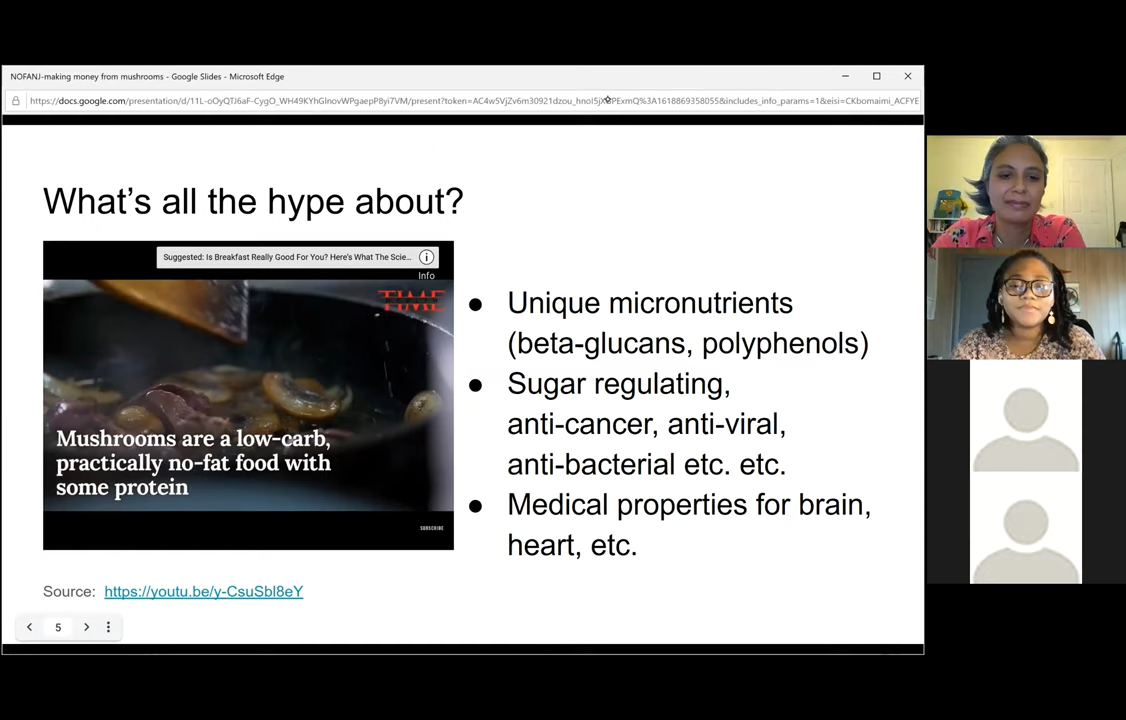 NOFANJ-making money from mushrooms - Google Slides - Microsoft Edge
What's all the hype about?
Suggested: Is Breakfast Really Good For You? Here's What The Scie...
Info
TIME
Mushrooms are a low-carb,
practically no-fat food with
some protein
SUBSCRIBE
● Unique micronutrients
(beta-glucans, polyphenols)
● Sugar regulating,
anti-cancer, anti-viral,
anti-bacterial etc. etc.
● Medical properties for brain,
heart, etc.
Source: https://youtu.be/y-CsuSbl8eY
5